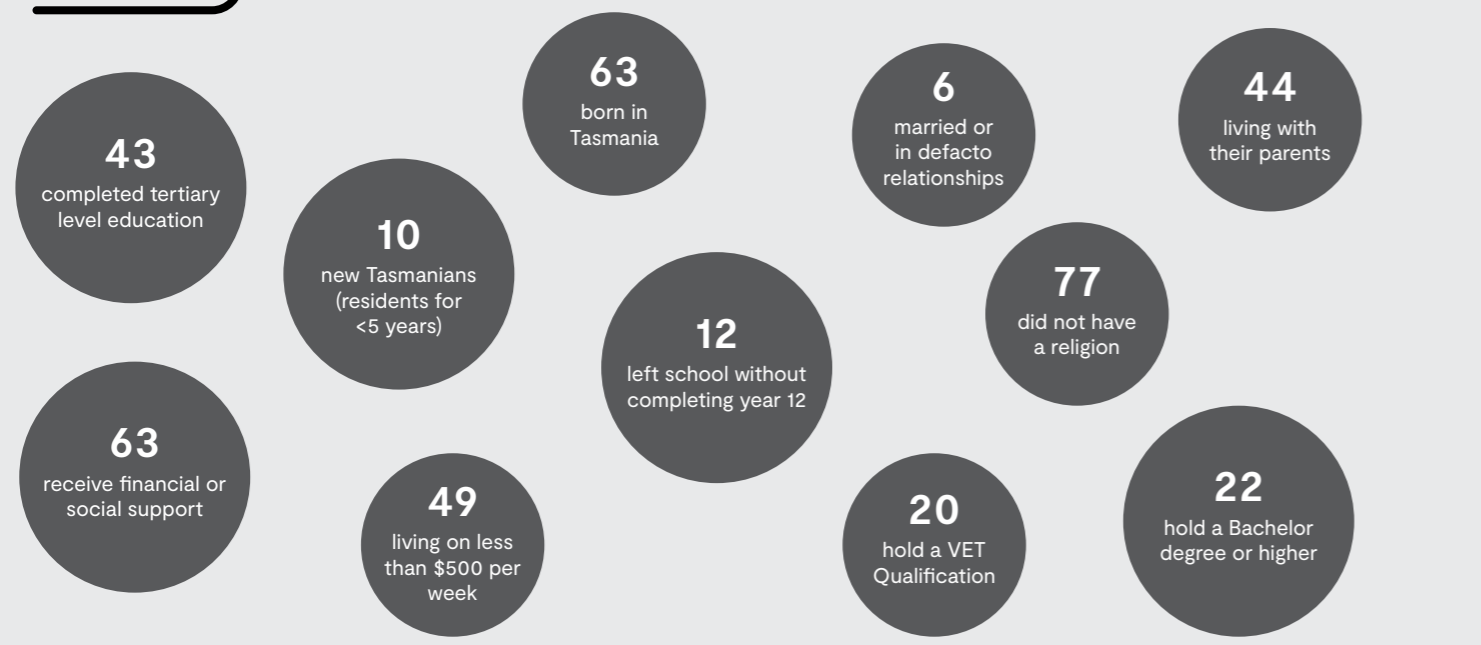 43
completed tertiary
level education
10
new Tasmanians
(residents for
<5 years)
63
born in
Tasmania
6
married or
in defacto
relationships
44
living with
their parents
12
left school without
completing year 12
77
did not have
a religion
63
receive financial or
social support
49
living on less
than $500 per
week
20
hold a VET
Qualification
22
hold a Bachelor
degree or higher